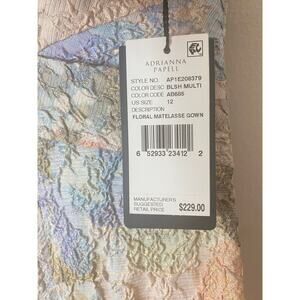 ADRIANNA
PAPELL
STYLE NO. AP1E208379
COLOR DESC BLSH MULTI
COLOR CODE AB686
US SIZE 12
DESCRIPTION
FLORAL MATELASSE GOWN
6 52933 23412 2
MANUFACTURERS
SUGGESTED
RETAIL PRICE $229.00